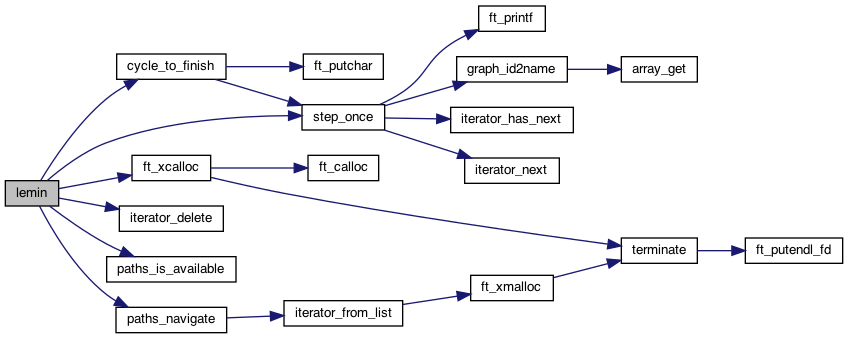 lemin
cycle_to_finish
ft_putchar
step_once
ft_printf
graph_id2name
array_get
iterator_has_next
iterator_next
ft_xcalloc
ft_calloc
iterator_delete
paths_is_available
paths_navigate
iterator_from_list
ft_xmalloc
terminate
ft_putendl_fd